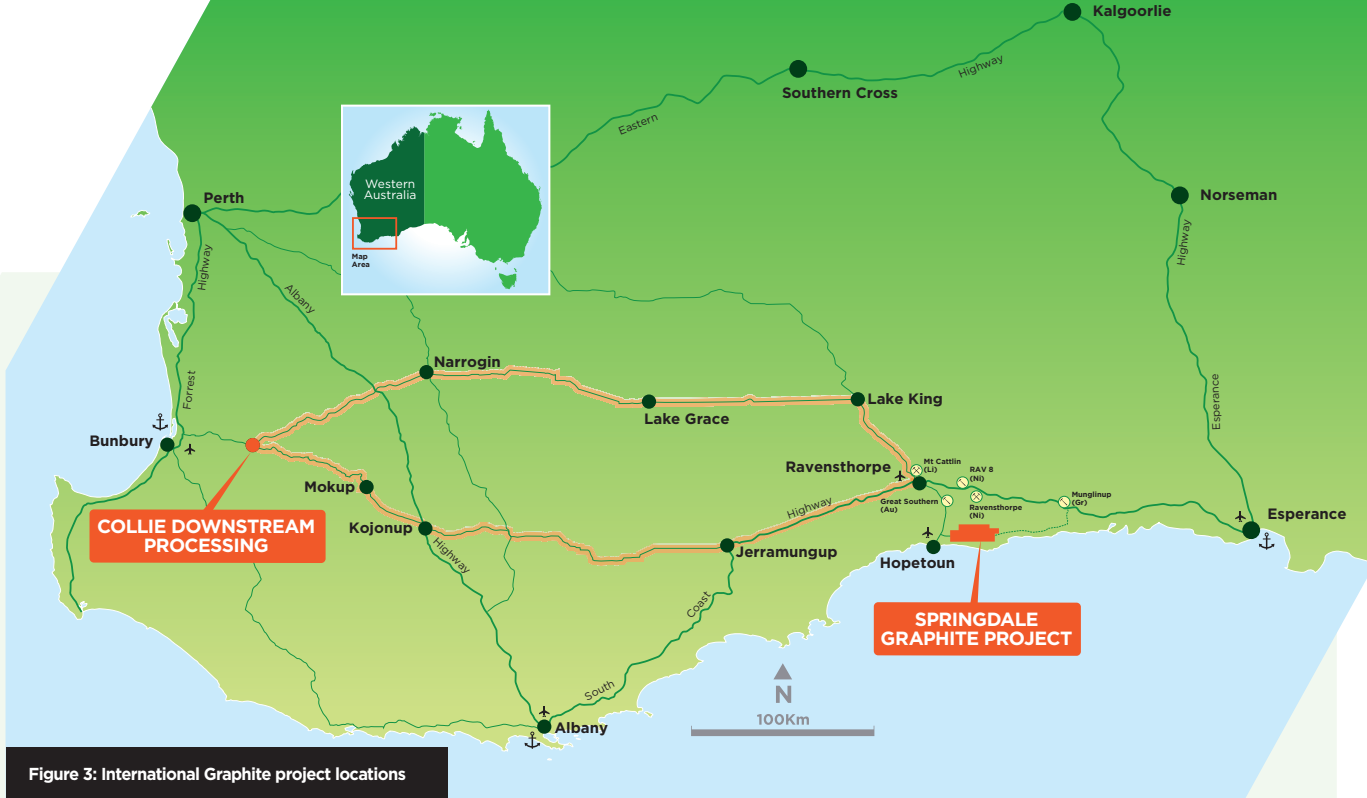 Kalgoorlie
Highway
Southern Cross
Eastern
Western
Australia
Map
Area
Perth
Norseman
Highway
Highway
Albany
Narrogin
Lake King
Forrest
Lake Grace
Esperance
Bunbury
Ravensthorpe
Mt Cattlin
(Li)
RAV 8
(Ni)
Mokup
Great Southern
(Au)
Ravensthorpe
(Ni)
Munglinup
(Gr)
Highway
Esperance
COLLIE DOWNSTREAM
PROCESSING
Kojonup
Highway
Jerramungup
Hopetoun
SPRINGDALE
GRAPHITE PROJECT
Coast
South
N
100Km
Albany
Figure 3: International Graphite project locations